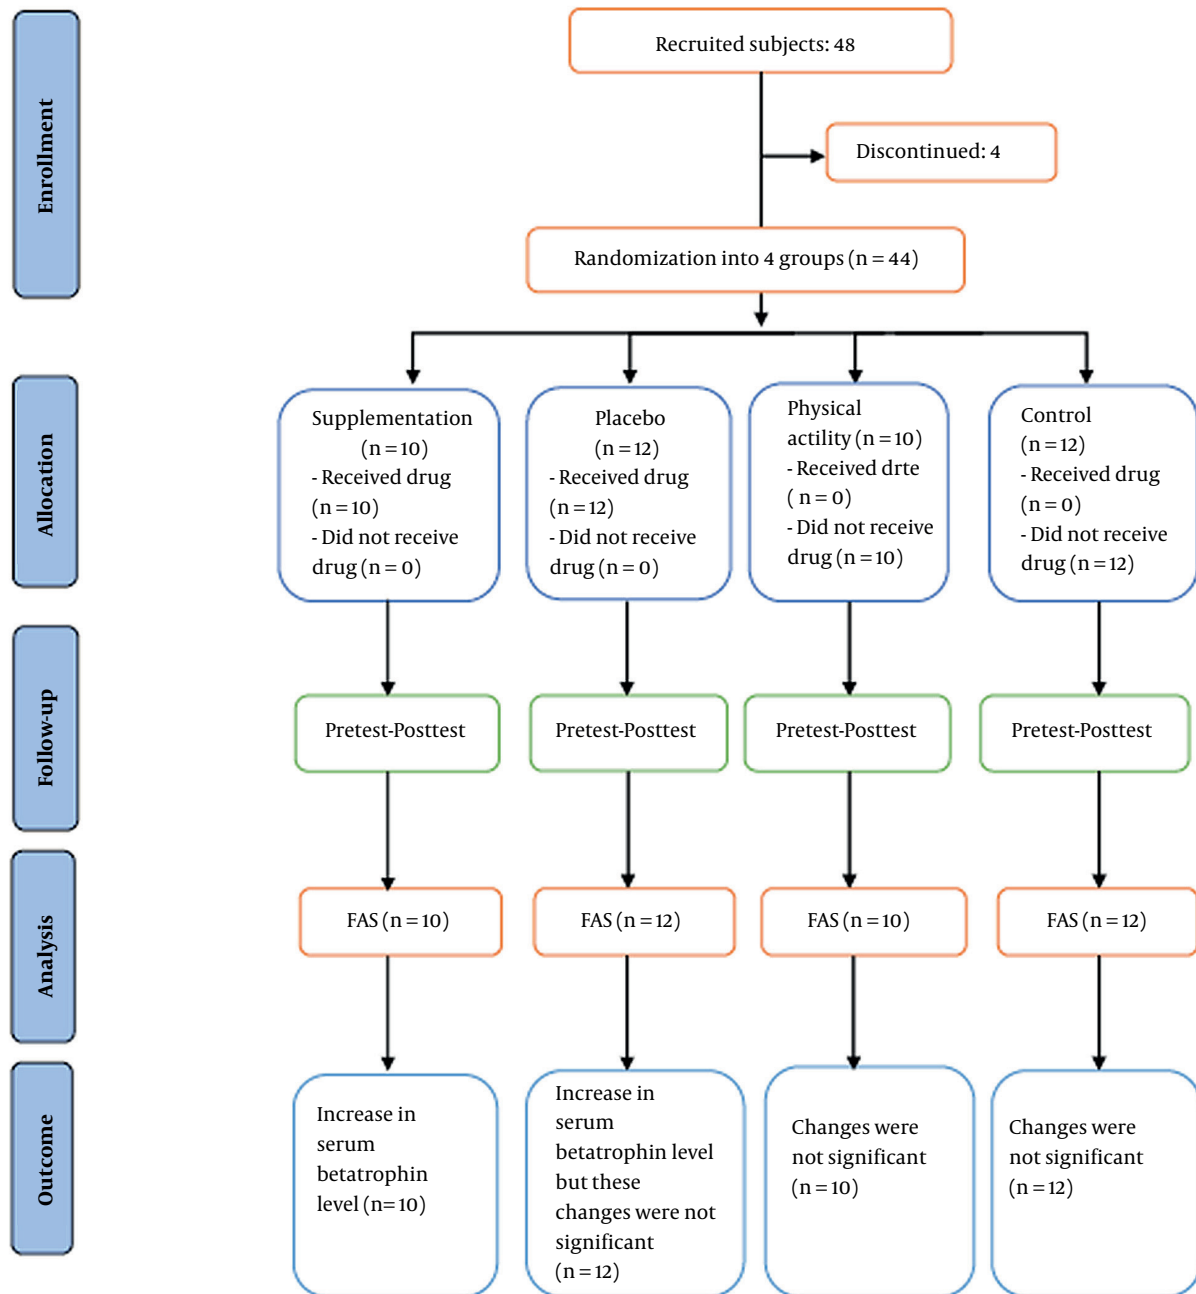 Enrollment
Recruited subjects: 48
Discontinued: 4
Randomization into 4 groups (n = 44)
Allocation
Supplementation
(n = 10)
- Received drug
(n = 10)
- Did not receive
drug (n = 0)
Placebo
(n = 12)
- Received drug
(n = 12)
- Did not receive
drug (n = 0)
Physical
actility (n = 10)
- Received drte
( n = 0)
- Did not receive
drug (n = 10)
Control
(n = 12)
- Received drug
(n = 0)
- Did not receive
drug (n = 12)
Follow-up
Pretest-Posttest
Pretest-Posttest
Pretest-Posttest
Pretest-Posttest
Analysis
FAS (n = 10)
FAS (n = 12)
FAS (n = 10)
FAS (n = 12)
Outcome
Increase in
serum
betatrophin
level (n= 10)
Increase in
serum
betatrophin level
but these
changes were not
significant
(n = 12)
Changes were
not significant
(n = 10)
Changes were
not significant
(n = 12)